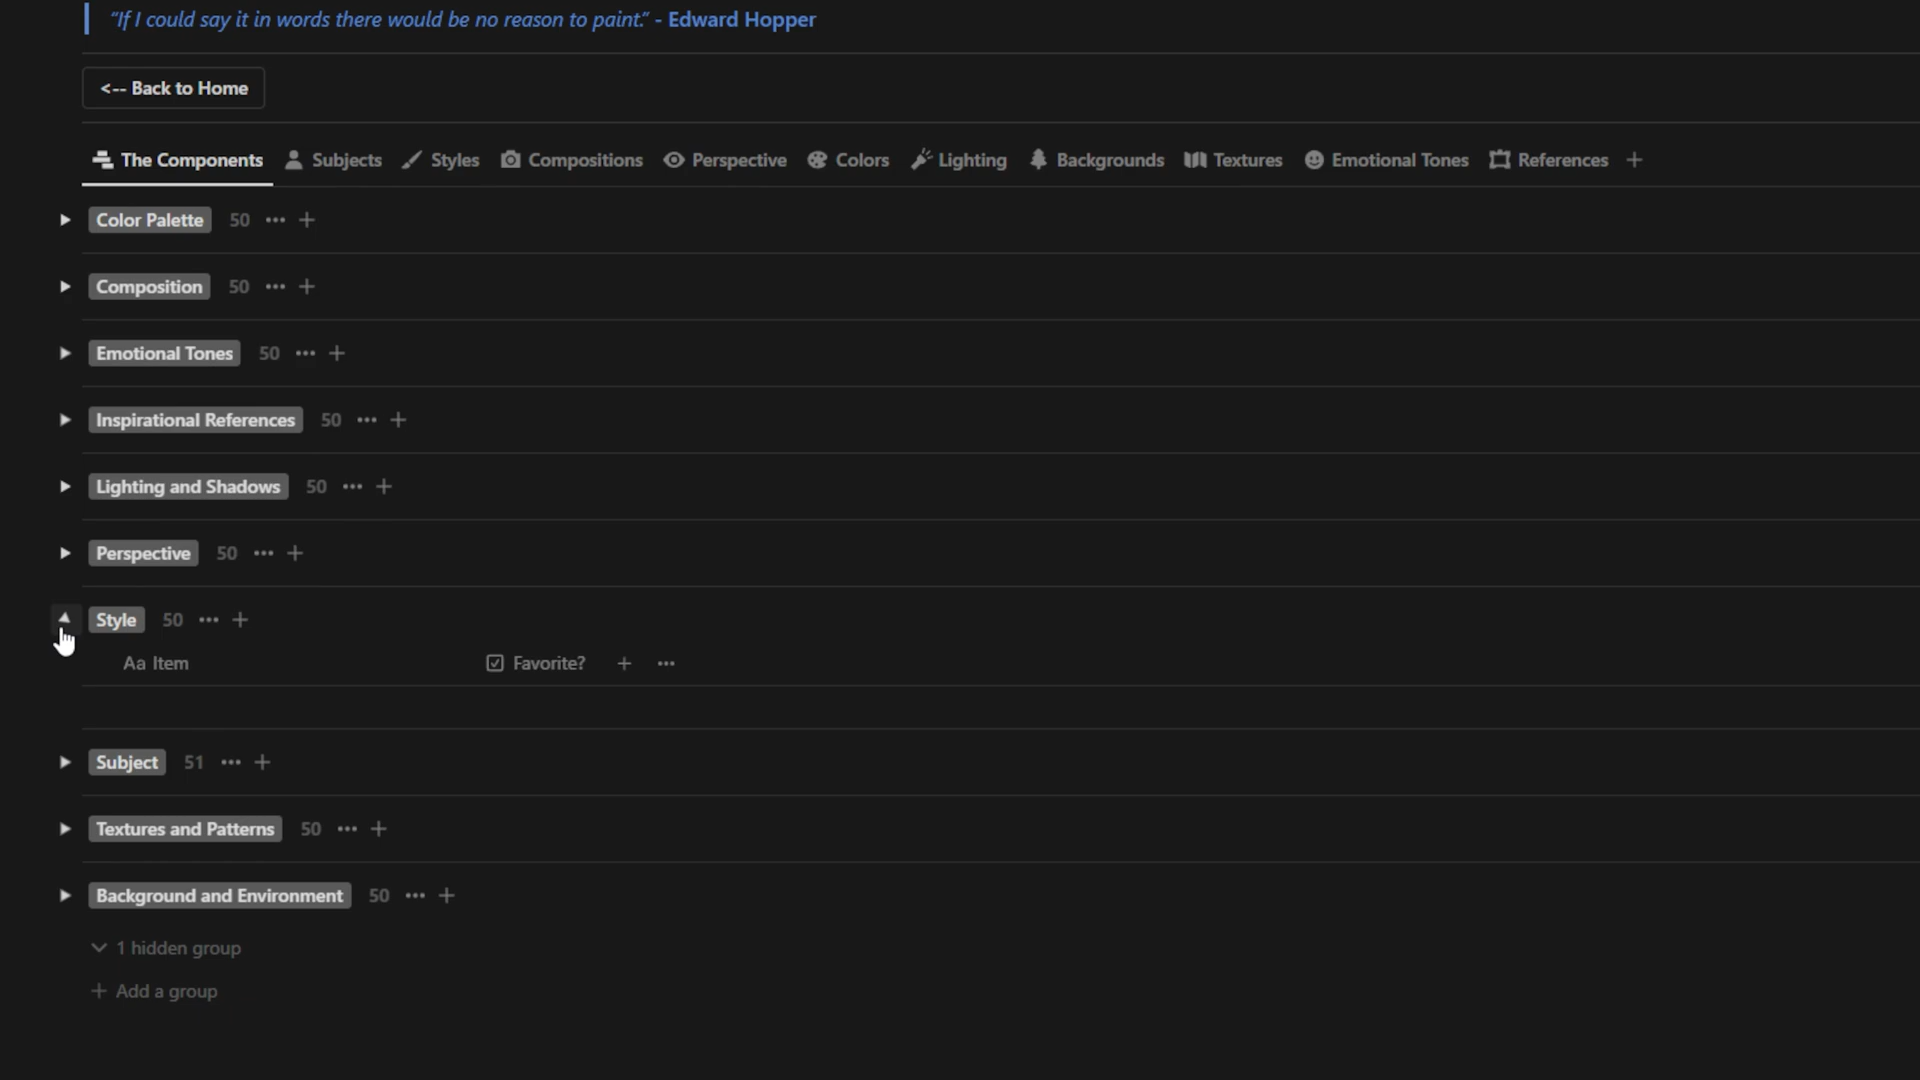 “If I could say it in words there would be no reason to paint.” - Edward Hopper
<-- Back to Home
The Components Subjects Styles Compositions Perspective Colors Lighting Backgrounds Textures Emotional Tones References +
Color Palette 50 ... +
Composition 50 ... +
Emotional Tones 50 ... +
Inspirational References 50 ... +
Lighting and Shadows 50 ... +
Perspective 50 ... +
Style 50 ... +
Aa Item Favorite? + ...
Subject 51 ... +
Textures and Patterns 50 ... +
Background and Environment 50 ... +
1 hidden group
+ Add a group